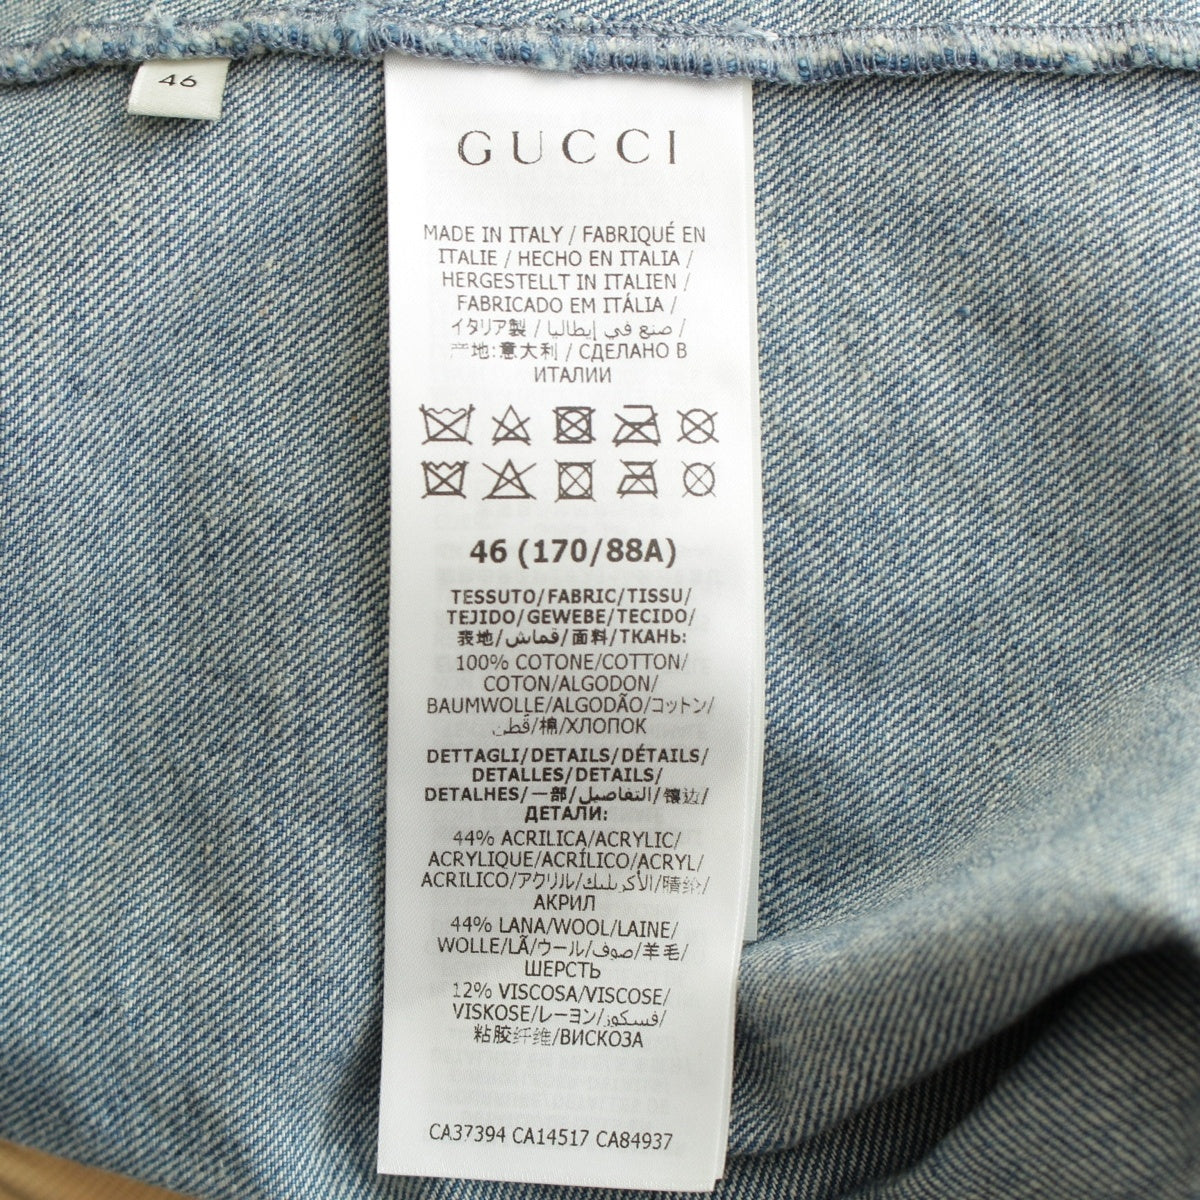 46
GUCCI
MADE IN ITALY / FABRIQUÉ EN
ITALIE / HECHO EN ITALIA /
HERGESTELLT IN ITALIEN /
FABRICADO EM ITÁLIA /
イタリア製 / صنع في إيطاليا /
产地:意大利 / СДЕЛАНО В
ИТАЛИИ
46 (170/88A)
TESSUTO/FABRIC/TISSU/
TEJIDO/GEWEBE/TECIDO/
表地/قماش/面料/ТКАНЬ:
100% COTONE/COTTON/
COTON/ALGODON/
BAUMWOLLE/ALGODÃO/コットン/
قطن/棉/ХЛОПОК
DETTAGLI/DETAILS/DÉTAILS/
DETALLES/DETAILS/
DETALHES/一部/التفاصيل/镶边/
ДЕТАЛИ:
44% ACRILICA/ACRYLIC/
ACRYLIQUE/ACRÍLICO/ACRYL/
ACRILICO/アクリル/الأكريليك/腈纶/
АКРИЛ
44% LANA/WOOL/LAINE/
WOLLE/LÃ/ウール/صوف/羊毛/
ШЕРСТЬ
12% VISCOSA/VISCOSE/
VISKOSE/レーヨン/فسكوز/
粘胶纤维/ВИСКОЗА
CA37394 CA14517 CA84937